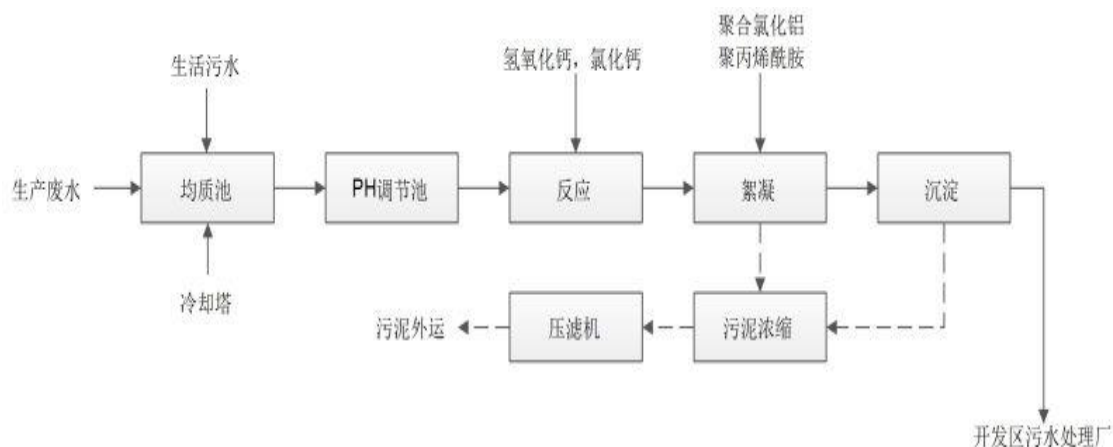 聚合氯化铝
聚丙烯酰胺
氢氧化钙，氯化钙
生活污水
生产废水
均质池
PH调节池
反应
絮凝
沉淀
冷却塔
污泥外运
压滤机
污泥浓缩
开发区污水处理厂